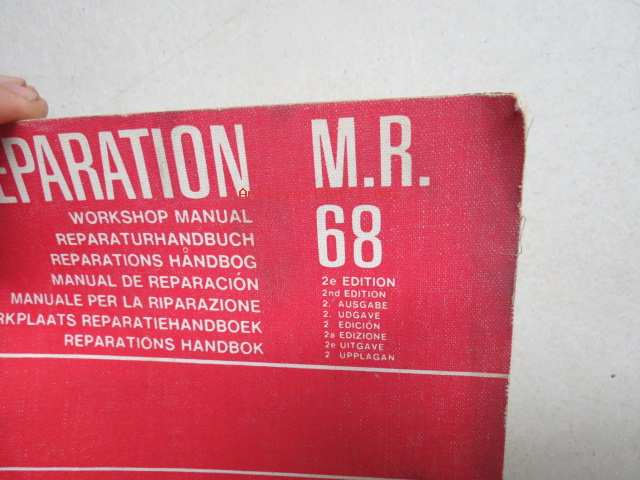 EPARATION M.R.
68
WORKSHOP MANUAL
REPARATURHANDBUCH
REPARATIONS HÅNDBOG
MANUAL DE REPARACIÓN
MANUALE PER LA RIPARAZIONE
RKPLAATS REPARATIEHANDBOEK
REPARATIONS HANDBOK
2e EDITION
2nd EDITION
2. AUSGABE
2. UDGAVE
2 EDICIÓN
2a EDIZIONE
2e UITGAVE
2 UPPLAGAN